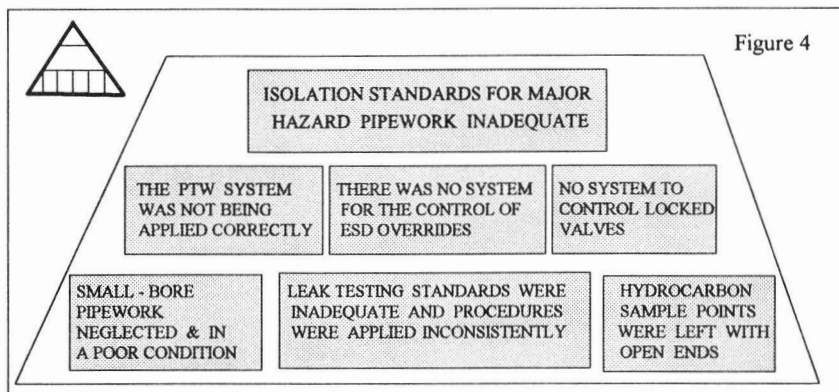 Figure 4
ISOLATION STANDARDS FOR MAJOR
HAZARD PIPEWORK INADEQUATE
THE PTW SYSTEM
WAS NOT BEING
APPLIED CORRECTLY
THERE WAS NO SYSTEM
FOR THE CONTROL OF
ESD OVERRIDES
NO SYSTEM TO
CONTROL LOCKED
VALVES
SMALL - BORE
PIPEWORK
NEGLECTED & IN
A POOR CONDITION
LEAK TESTING STANDARDS WERE
INADEQUATE AND PROCEDURES
WERE APPLIED INCONSISTENTLY
HYDROCARBON
SAMPLE POINTS
WERE LEFT WITH
OPEN ENDS